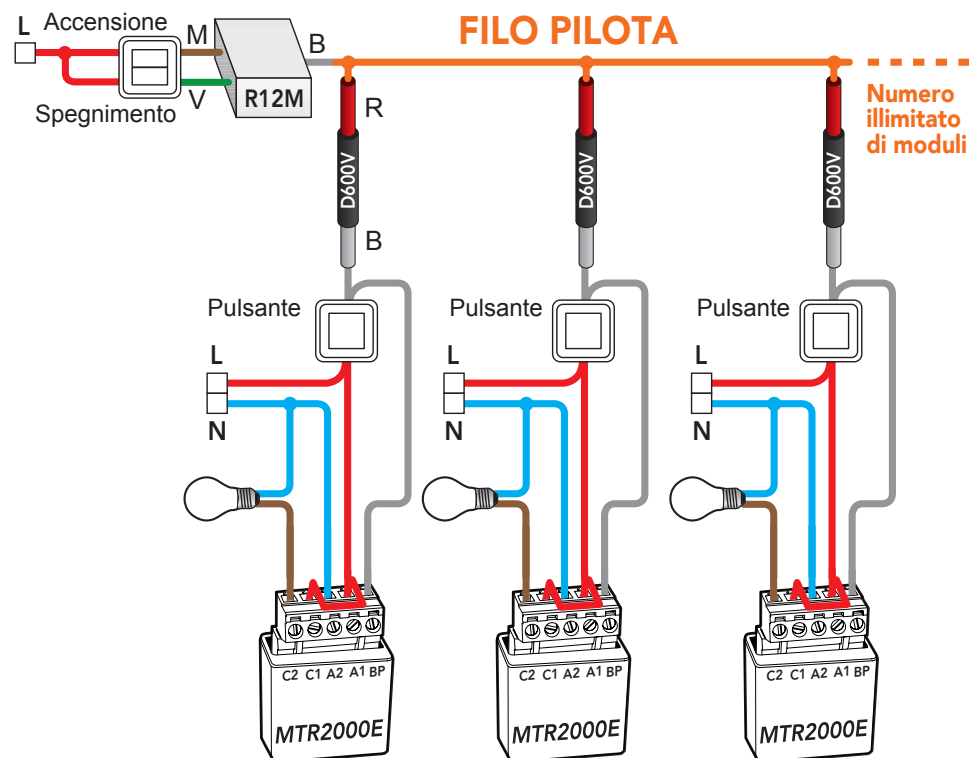 L
Accensione
M
B
FILO PILOTA
R12M
Spegnimento
V
R
Numero
illimitato
di moduli
D600V
D600V
D600V
B
Pulsante
Pulsante
Pulsante
L
L
L
N
N
N
C2 C1 A2 A1 BP
C2 C1 A2 A1 BP
C2 C1 A2 A1 BP
MTR2000E
MTR2000E
MTR2000E